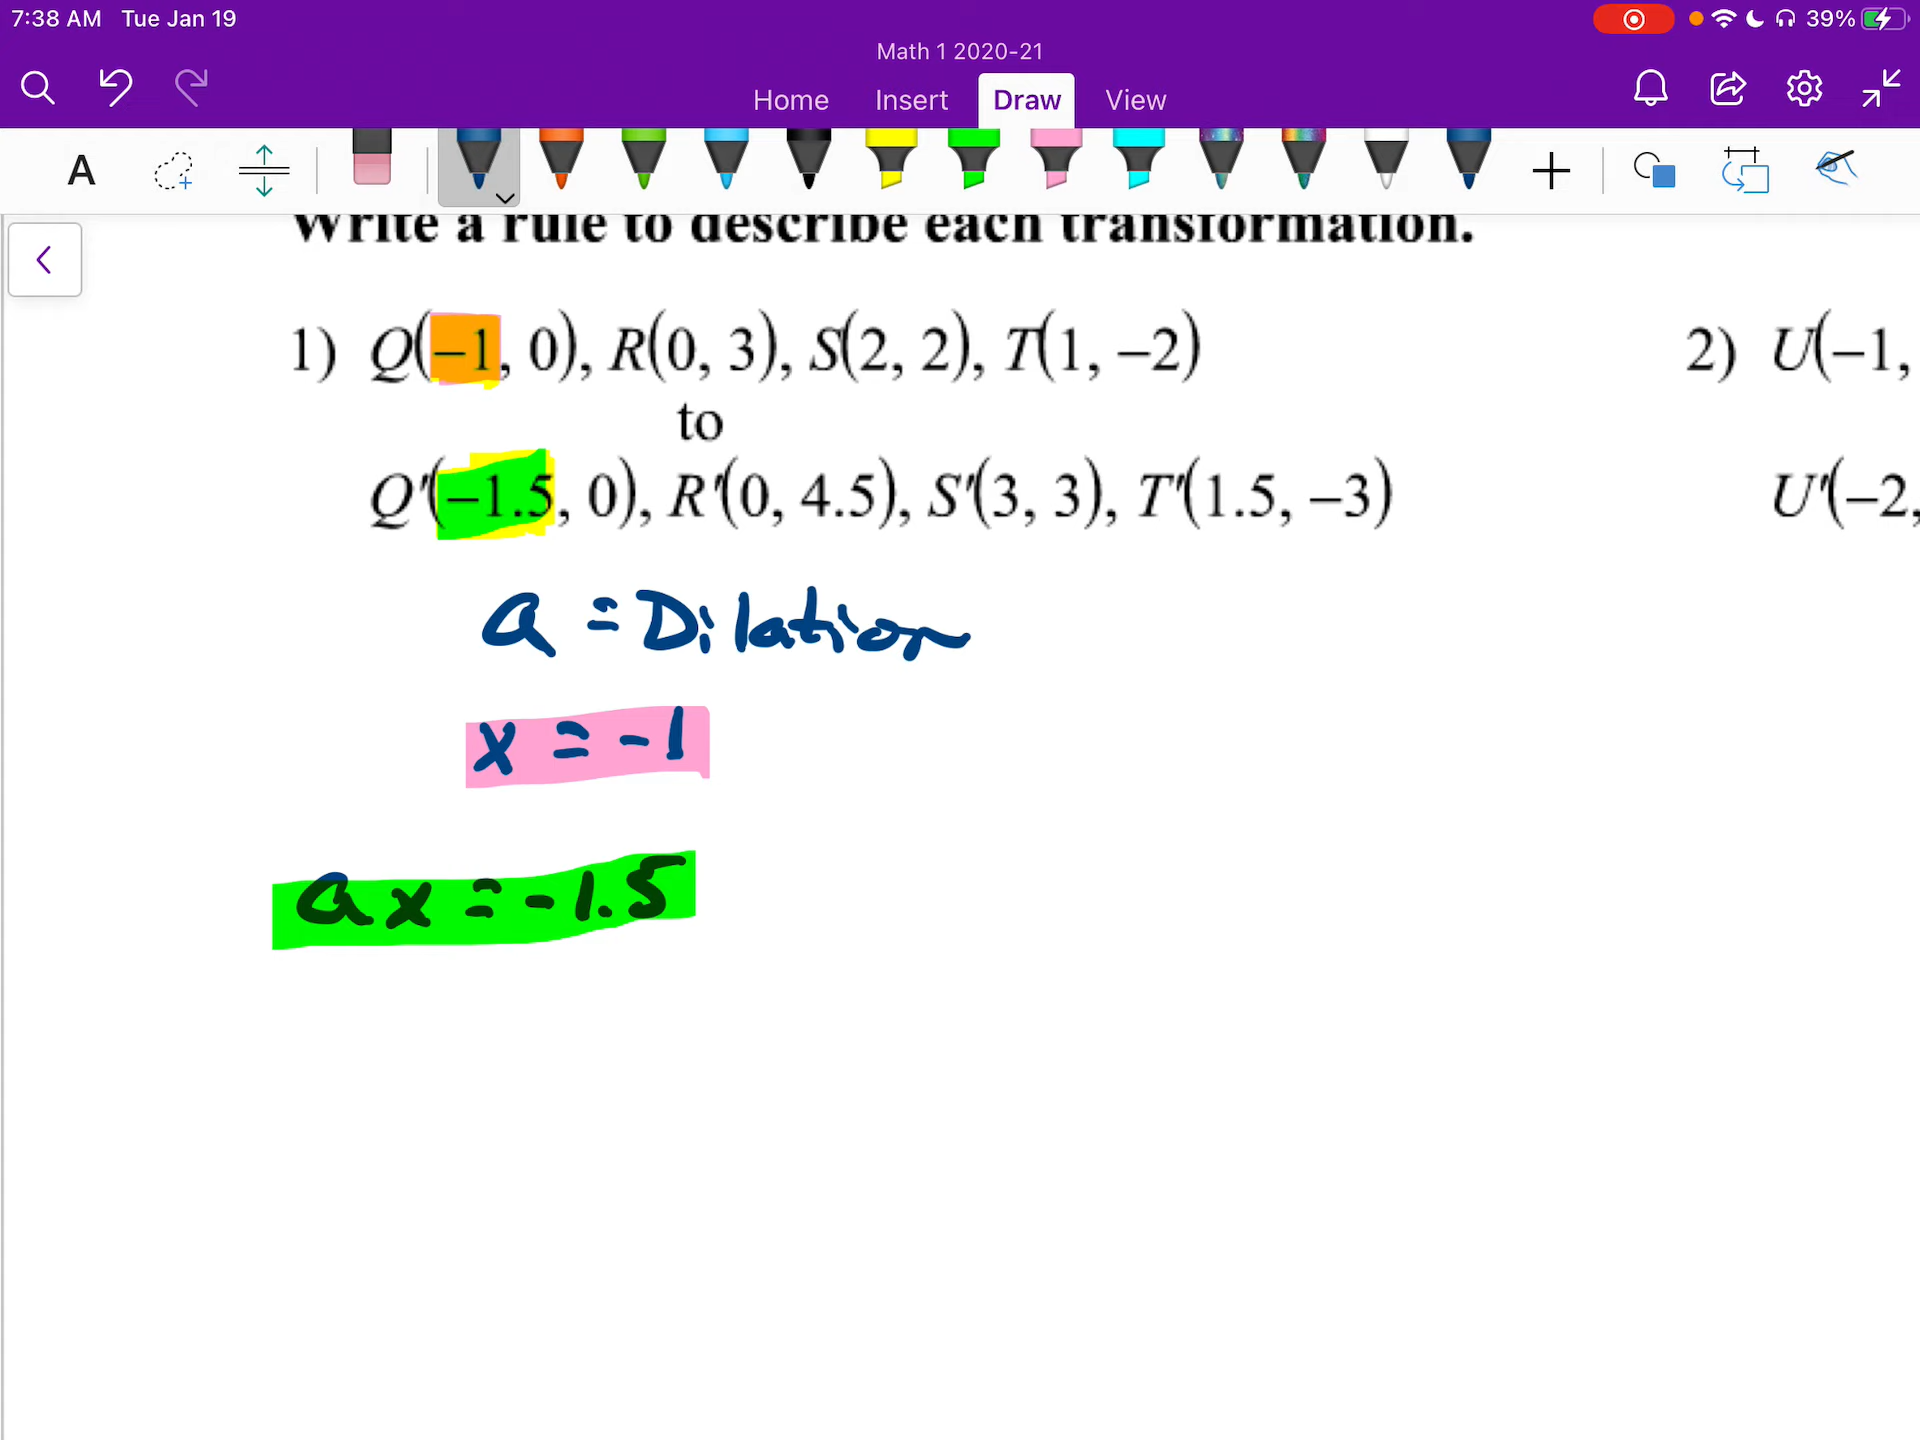 7:38 AM Tue Jan 19
39%
Math 1 2020-21
Home Insert Draw View
A
Write a rule to describe each transformation.
1) Q(−1, 0), R(0, 3), S(2, 2), T(1, −2)
to
Q′(−1.5, 0), R′(0, 4.5), S′(3, 3), T′(1.5, −3)
2) U(−1,
U′(−2,
a = Dilation
x = -1
ax = -1.5